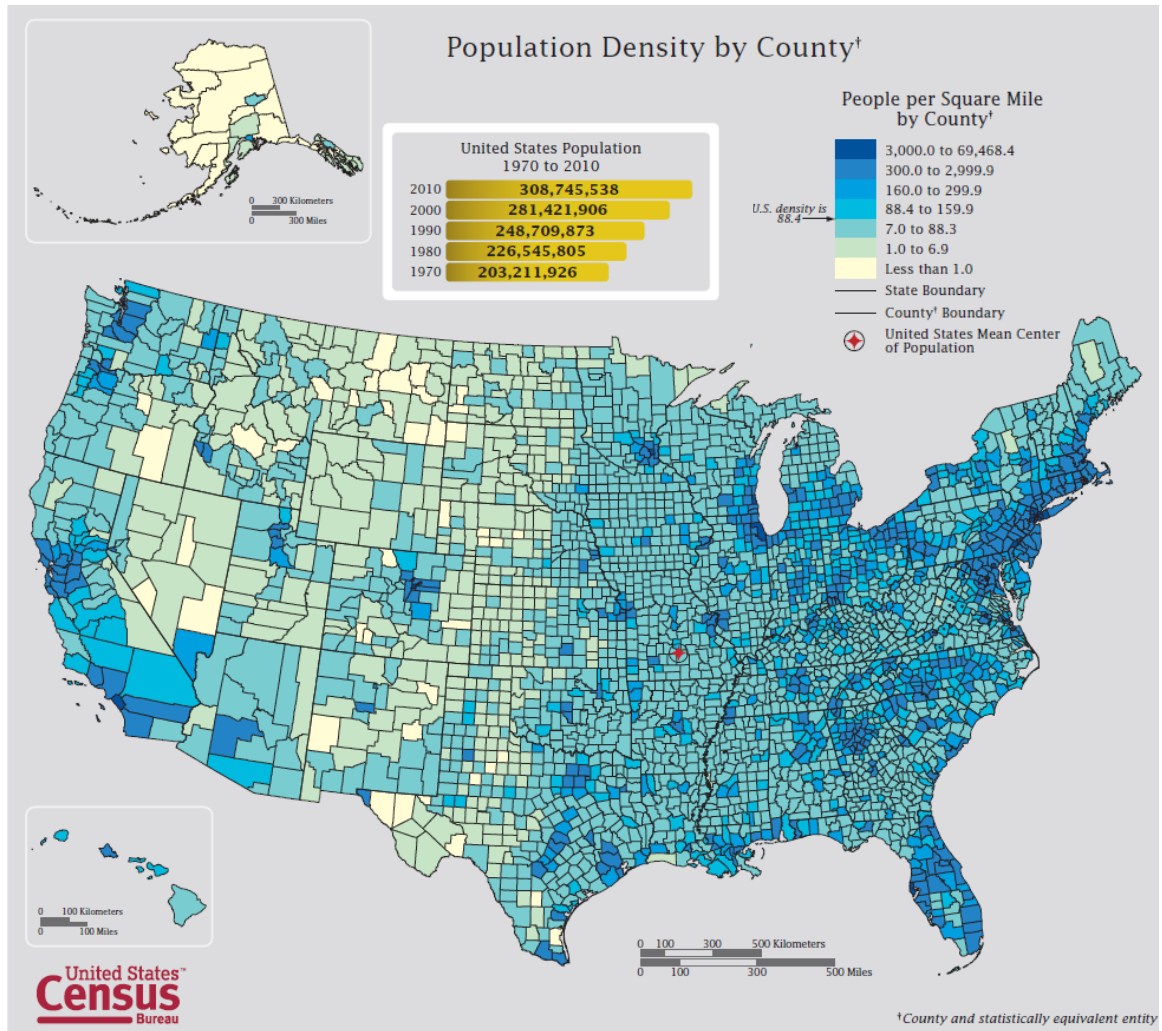 Population Density by County†
0 300 Kilometers
0 300 Miles
United States Population
1970 to 2010
2010 308,745,538
2000 281,421,906
1990 248,709,873
1980 226,545,805
1970 203,211,926
People per Square Mile
by County†
3,000.0 to 69,468.4
300.0 to 2,999.9
160.0 to 299.9
88.4 to 159.9
U.S. density is
88.4
7.0 to 88.3
1.0 to 6.9
Less than 1.0
State Boundary
County† Boundary
United States Mean Center
of Population
0 100 Kilometers
0 100 Miles
0 100 300 500 Kilometers
0 100 300 500 Miles
United States™
Census
Bureau
†County and statistically equivalent entity